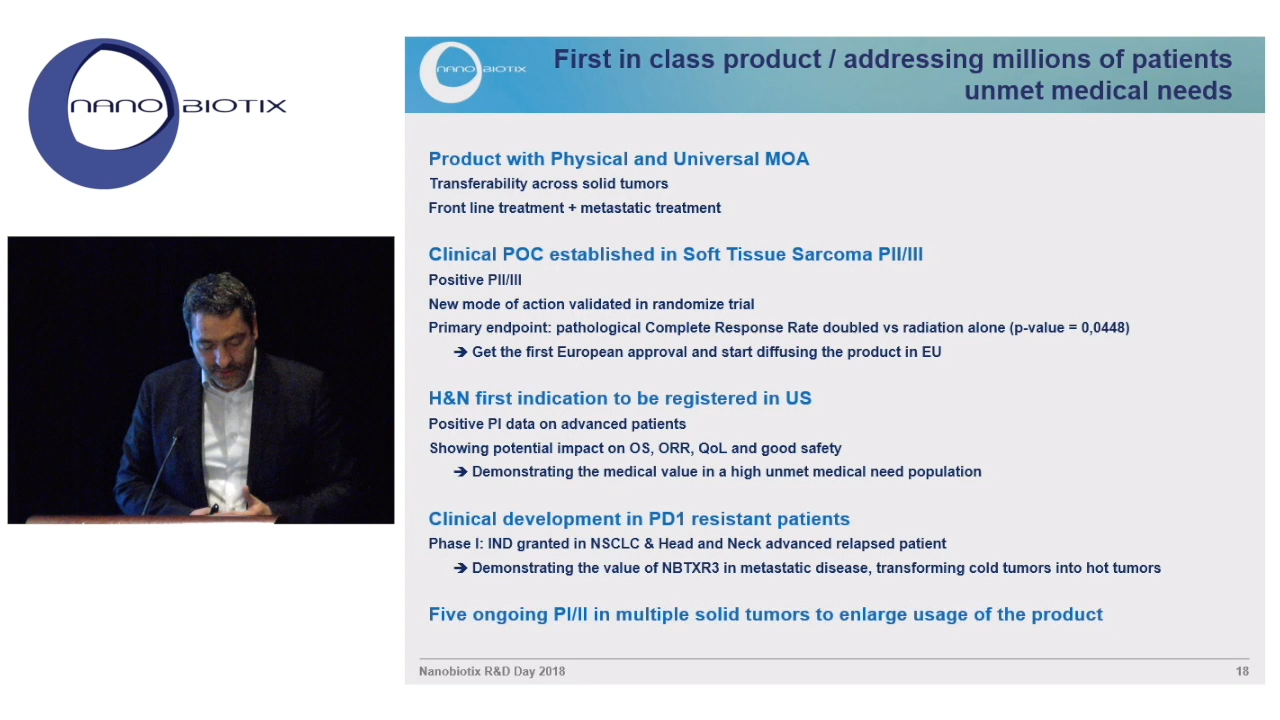 NANOBIOTIX
NANOBIOTIX
First in class product / addressing millions of patients
unmet medical needs
Product with Physical and Universal MOA
Transferability across solid tumors
Front line treatment + metastatic treatment
Clinical POC established in Soft Tissue Sarcoma PII/III
Positive PII/III
New mode of action validated in randomize trial
Primary endpoint: pathological Complete Response Rate doubled vs radiation alone (p-value = 0,0448)
➔ Get the first European approval and start diffusing the product in EU
H&N first indication to be registered in US
Positive PI data on advanced patients
Showing potential impact on OS, ORR, QoL and good safety
➔ Demonstrating the medical value in a high unmet medical need population
Clinical development in PD1 resistant patients
Phase I: IND granted in NSCLC & Head and Neck advanced relapsed patient
➔ Demonstrating the value of NBTXR3 in metastatic disease, transforming cold tumors into hot tumors
Five ongoing PI/II in multiple solid tumors to enlarge usage of the product
Nanobiotix R&D Day 2018
18